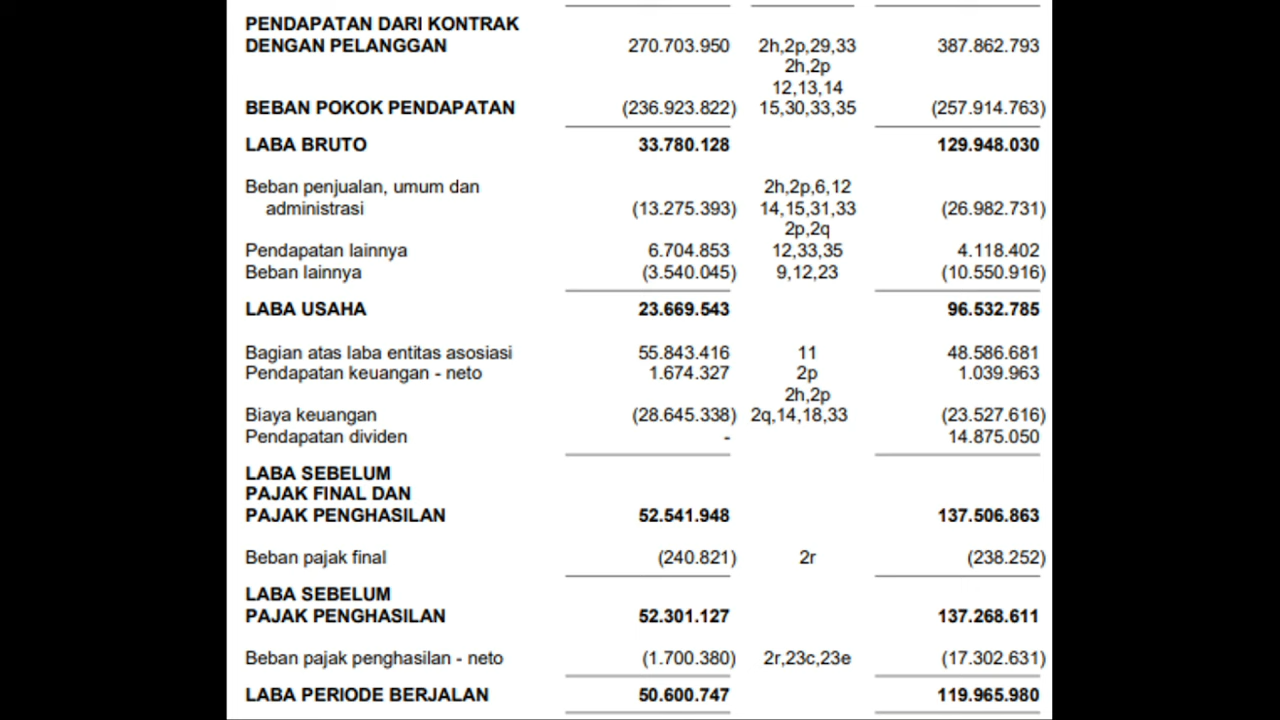 PENDAPATAN DARI KONTRAK
DENGAN PELANGGAN 270.703.950 2h,2p,29,33 387.862.793
2h,2p
12,13,14
BEBAN POKOK PENDAPATAN (236.923.822) 15,30,33,35 (257.914.763)
LABA BRUTO 33.780.128 129.948.030
Beban penjualan, umum dan 2h,2p,6,12
administrasi (13.275.393) 14,15,31,33 (26.982.731)
2p,2q
Pendapatan lainnya 6.704.853 12,33,35 4.118.402
Beban lainnya (3.540.045) 9,12,23 (10.550.916)
LABA USAHA 23.669.543 96.532.785
Bagian atas laba entitas asosiasi 55.843.416 11 48.586.681
Pendapatan keuangan - neto 1.674.327 2p 1.039.963
2h,2p
Biaya keuangan (28.645.338) 2q,14,18,33 (23.527.616)
Pendapatan dividen - 14.875.050
LABA SEBELUM
PAJAK FINAL DAN
PAJAK PENGHASILAN 52.541.948 137.506.863
Beban pajak final (240.821) 2r (238.252)
LABA SEBELUM
PAJAK PENGHASILAN 52.301.127 137.268.611
Beban pajak penghasilan - neto (1.700.380) 2r,23c,23e (17.302.631)
LABA PERIODE BERJALAN 50.600.747 119.965.980